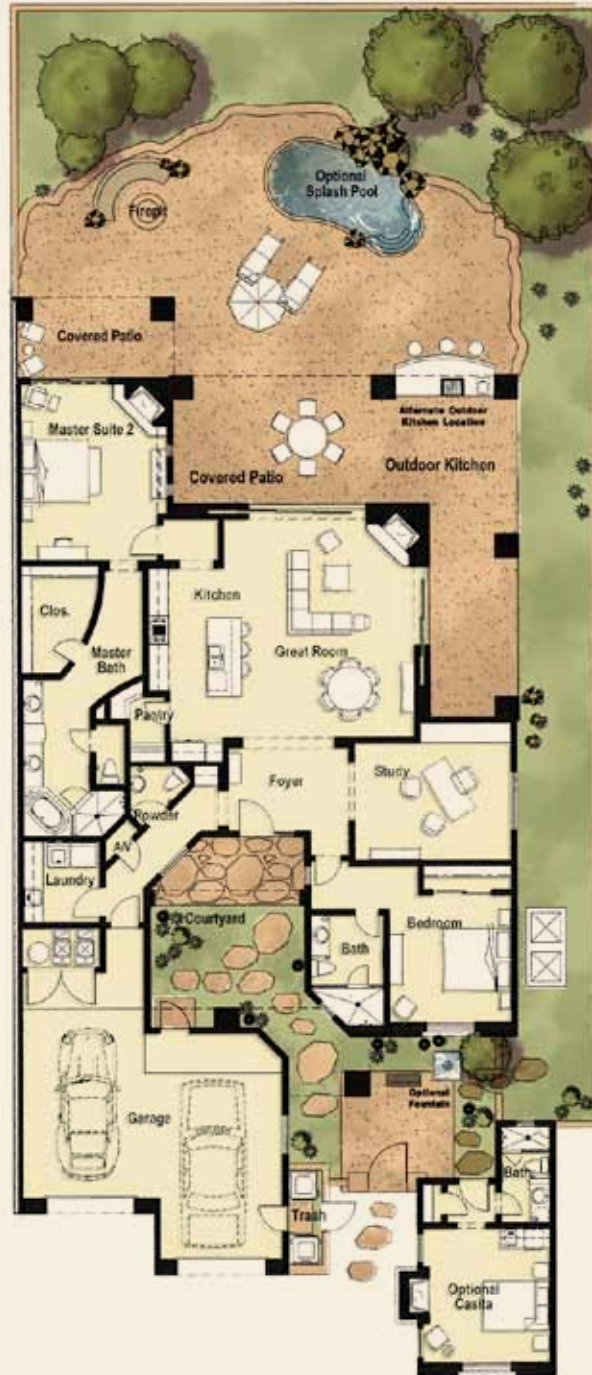 Optional
Splash Pool
Firepit
Covered Patio
Alternate Outdoor
Kitchen Location
Master Suite 2
Covered Patio
Outdoor Kitchen
Kitchen
Clos.
Great Room
Master
Bath
Pantry
Foyer
Study
Powder
A/V
Laundry
Courtyard
Bedroom
Bath
Optional
Fountain
Garage
Bath
Trash
Optional
Casita